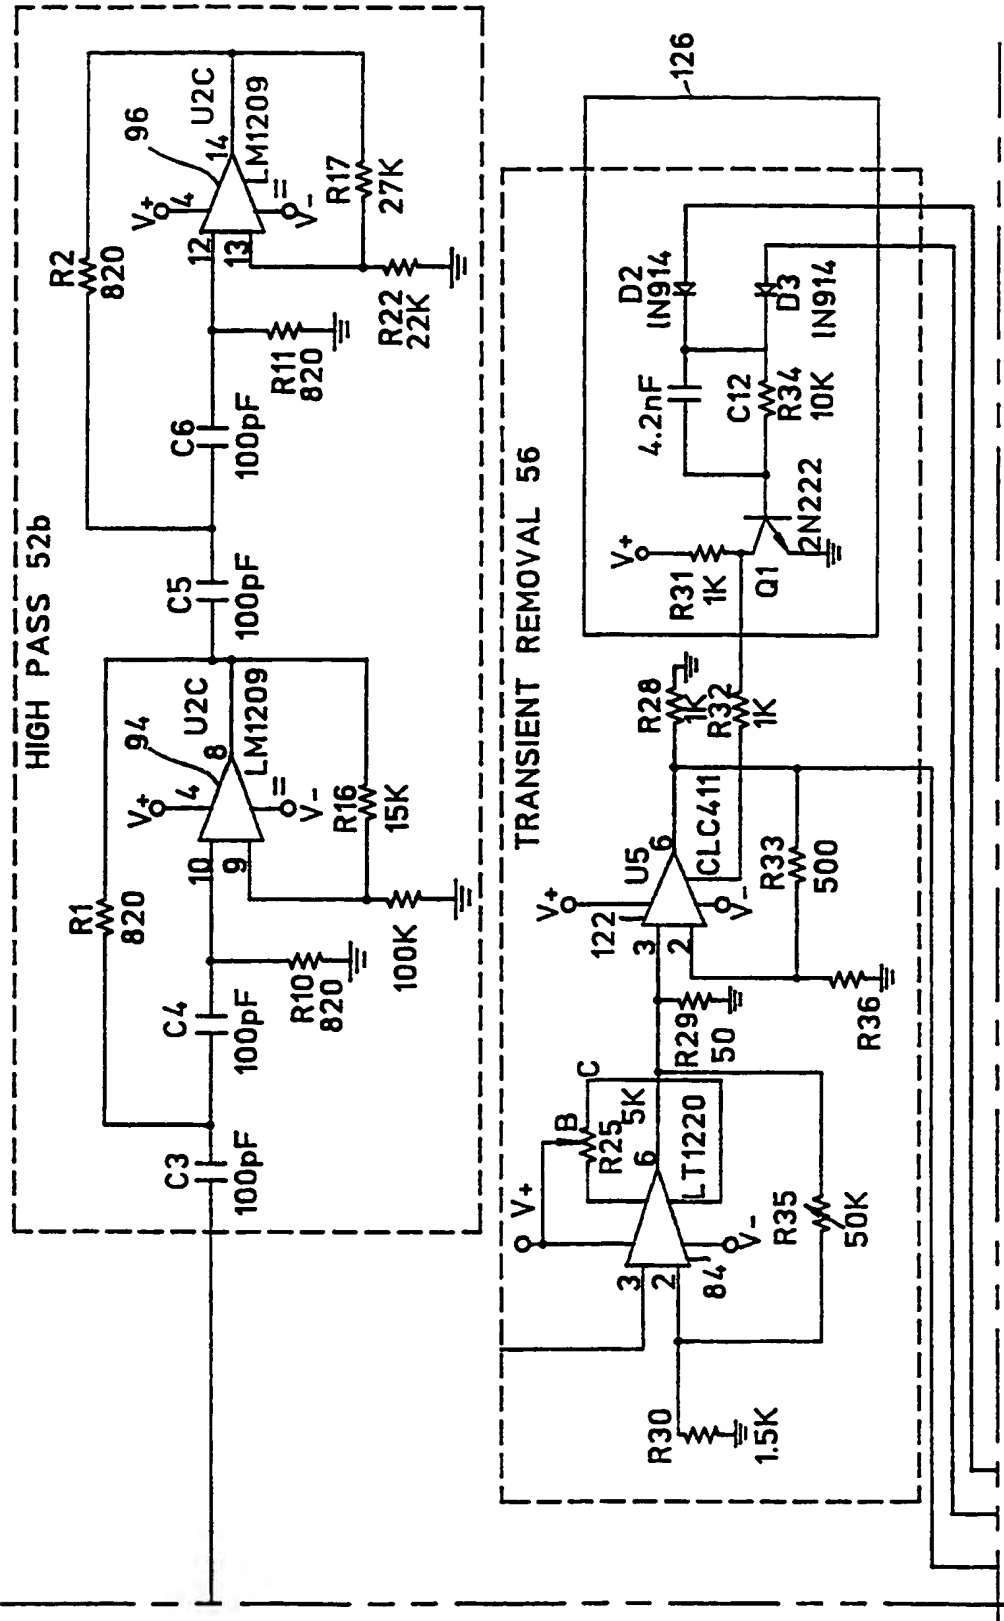 HIGH PASS 52b
R1
820
R2
820
C3
100pF
C4
100pF
R10
820
10
9
V+
4
94
8
U2C
LM1209
11
V-
R16
15K
100K
C5
100pF
C6
100pF
R11
820
12
13
V+
4
96
14
U2C
LM1209
V-
R17
27K
R22
22K
TRANSIENT REMOVAL 56
V+
B
C
R25
5K
3
2
6
LT1220
84
V-
R30
1.5K
R35
50K
R29
50
V+
122
3
2
U5
6
CLC411
V-
R33
500
R36
R28
1K
R32
1K
V+
R31
1K
Q1
2N222
4.2nF
C12
R34
10K
D2
IN914
D3
IN914
126